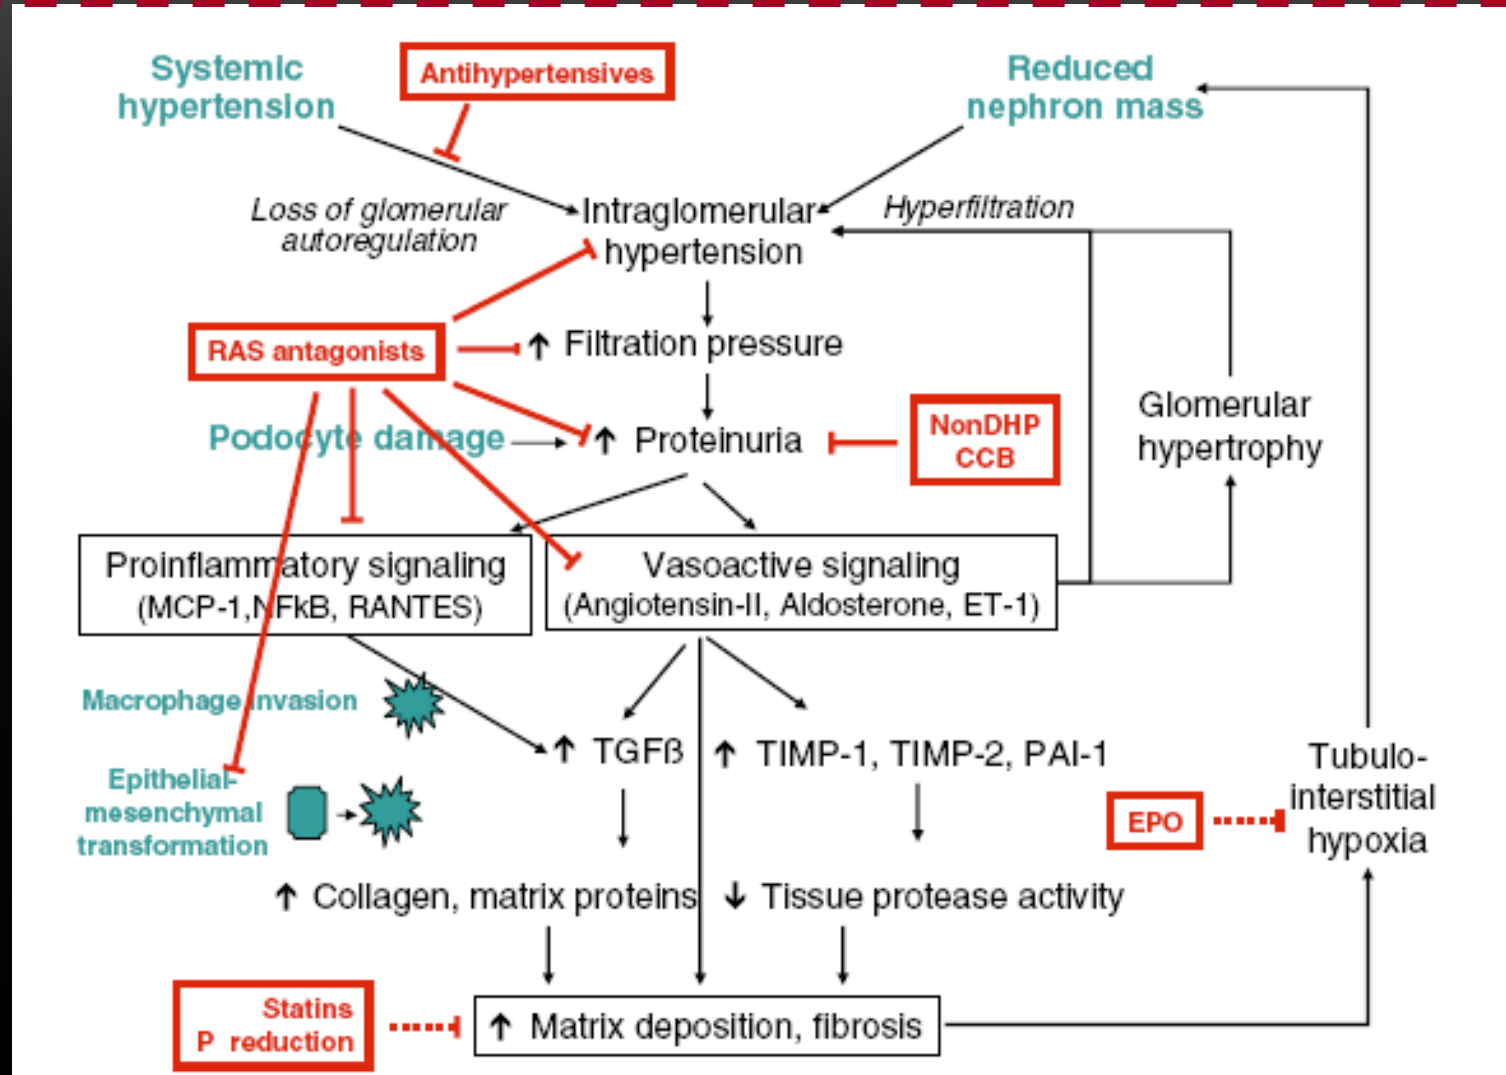 Systemic
hypertension
Antihypertensives
Reduced
nephron mass
Loss of glomerular
autoregulation
Intraglomerular
hypertension
Hyperfiltration
RAS antagonists
↑ Filtration pressure
Glomerular
hypertrophy
Podocyte damage
↑ Proteinuria
NonDHP
CCB
Proinflammatory signaling
(MCP-1,NFkB, RANTES)
Vasoactive signaling
(Angiotensin-II, Aldosterone, ET-1)
Macrophage invasion
↑ TGFß
↑ TIMP-1, TIMP-2, PAI-1
Tubulo-
interstitial
hypoxia
Epithelial-
mesenchymal
transformation
EPO
↑ Collagen, matrix proteins
↓ Tissue protease activity
Statins
P reduction
↑ Matrix deposition, fibrosis